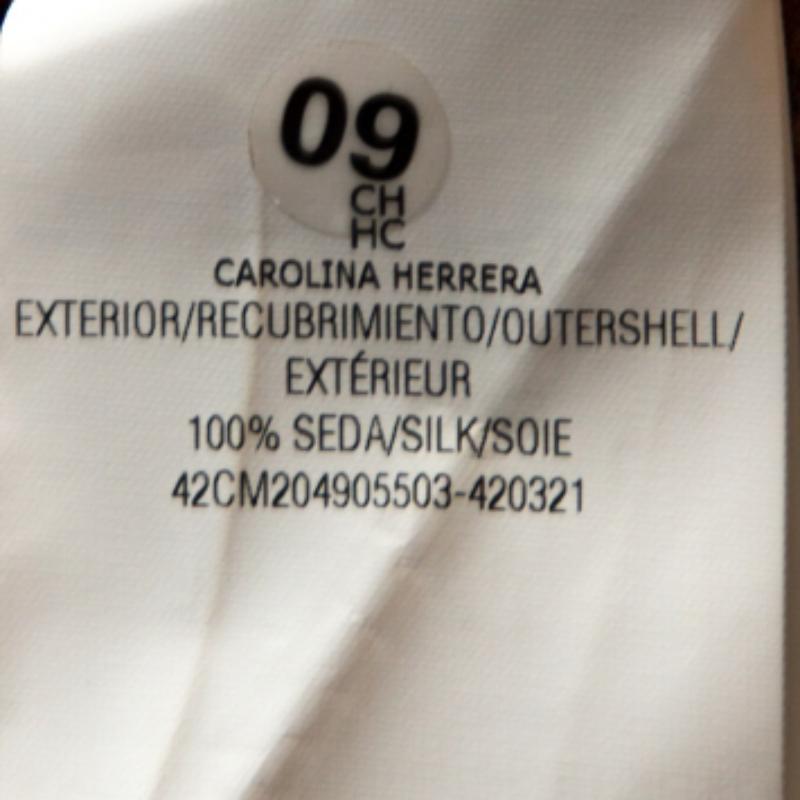 09
CH
HC
CAROLINA HERRERA
EXTERIOR/RECUBRIMIENTO/OUTERSHELL/
EXTÉRIEUR
100% SEDA/SILK/SOIE
42CM204905503-420321